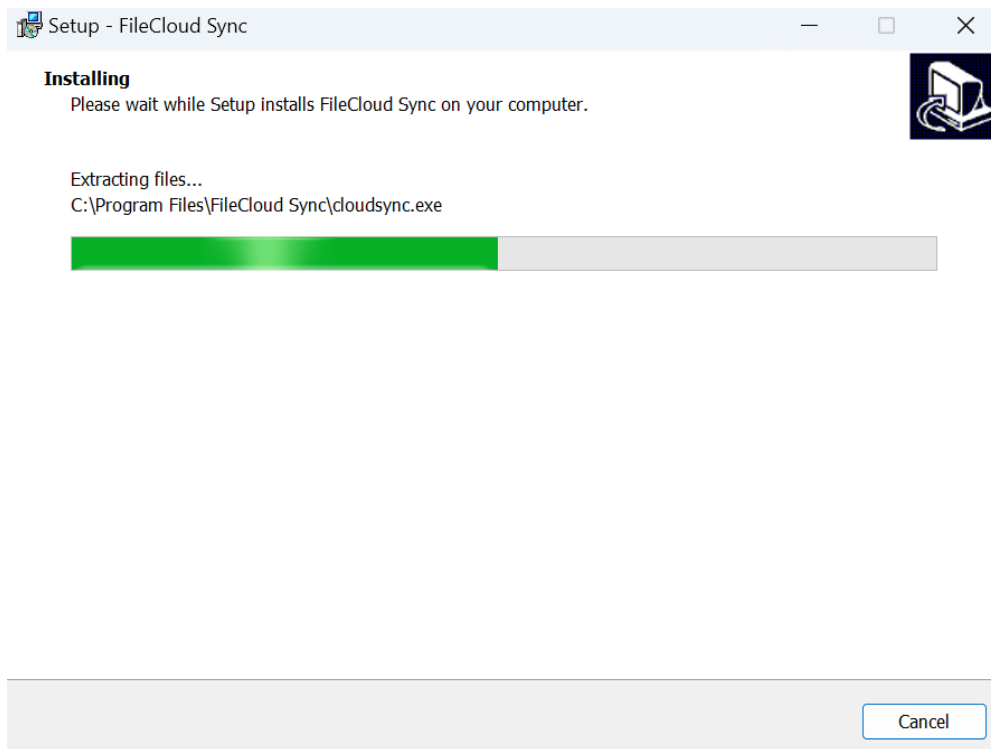 Setup - FileCloud Sync
Installing
Please wait while Setup installs FileCloud Sync on your computer.
Extracting files...
C:\Program Files\FileCloud Sync\cloudsync.exe
Cancel